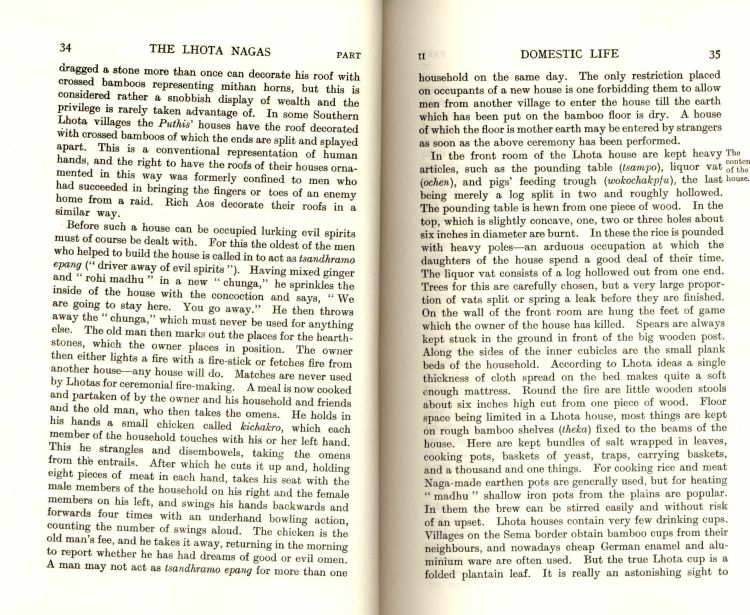 34 THE LHOTA NAGAS PART
dragged a stone more than once can decorate his roof with
crossed bamboos representing mithan horns, but this is
considered rather a snobbish display of wealth and the
privilege is rarely taken advantage of. In some Southern
Lhota villages the Puthis' houses have the roof decorated
with crossed bamboos of which the ends are split and splayed
apart. This is a conventional representation of human
hands, and the right to have the roofs of their houses orna-
mented in this way was formerly confined to men who
had succeeded in bringing the fingers or toes of an enemy
home from a raid. Rich Aos decorate their roofs in a
similar way.
Before such a house can be occupied lurking evil spirits
must of course be dealt with. For this the oldest of the men
who helped to build the house is called in to act as tsandhramo
epang (“ driver away of evil spirits ”). Having mixed ginger
and “ rohi madhu ” in a new “ chunga,” he sprinkles the
inside of the house with the concoction and says, “ We
are going to stay here. You go away.” He then throws
away the “ chunga,” which must never be used for anything
else. The old man then marks out the places for the hearth-
stones, which the owner places in position. The owner
then either lights a fire with a fire-stick or fetches fire from
another house—any house will do. Matches are never used
by Lhotas for ceremonial fire-making. A meal is now cooked
and partaken of by the owner and his household and friends
and the old man, who then takes the omens. He holds in
his hands a small chicken called kichakro, which each
member of the household touches with his or her left hand.
This he strangles and disembowels, taking the omens
from the entrails. After which he cuts it up and, holding
eight pieces of meat in each hand, takes his seat with the
male members of the household on his right and the female
members on his left, and swings his hands backwards and
forwards four times with an underhand bowling action,
counting the number of swings aloud. The chicken is the
old man's fee, and he takes it away, returning in the morning
to report whether he has had dreams of good or evil omen.
A man may not act as tsandhramo epang for more than one
II DOMESTIC LIFE 35
household on the same day. The only restriction placed
on occupants of a new house is one forbidding them to allow
men from another village to enter the house till the earth
which has been put on the bamboo floor is dry. A house
of which the floor is mother earth may be entered by strangers
as soon as the above ceremony has been performed.
In the front room of the Lhota house are kept heavy
articles, such as the pounding table (tsampo), liquor vat
(ochen), and pigs' feeding trough (wokochakpfu), the last
being merely a log split in two and roughly hollowed.
The pounding table is hewn from one piece of wood. In the
top, which is slightly concave, one, two or three holes about
six inches in diameter are burnt. In these the rice is pounded
with heavy poles—an arduous occupation at which the
daughters of the house spend a good deal of their time.
The liquor vat consists of a log hollowed out from one end.
Trees for this are carefully chosen, but a very large propor-
tion of vats split or spring a leak before they are finished.
On the wall of the front room are hung the feet of game
which the owner of the house has killed. Spears are always
kept stuck in the ground in front of the big wooden post.
Along the sides of the inner cubicles are the small plank
beds of the household. According to Lhota ideas a single
thickness of cloth spread on the bed makes quite a soft
enough mattress. Round the fire are little wooden stools
about six inches high cut from one piece of wood. Floor
space being limited in a Lhota house, most things are kept
on rough bamboo shelves (theka) fixed to the beams of the
house. Here are kept bundles of salt wrapped in leaves,
cooking pots, baskets of yeast, traps, carrying baskets,
and a thousand and one things. For cooking rice and meat
Naga-made earthen pots are generally used, but for heating
“ madhu ” shallow iron pots from the plains are popular.
In them the brew can be stirred easily and without risk
of an upset. Lhota houses contain very few drinking cups.
Villages on the Sema border obtain bamboo cups from their
neighbours, and nowadays cheap German enamel and alu-
minium ware are often used. But the true Lhota cup is a
folded plantain leaf. It is really an astonishing sight to
The
conten
of the
house.